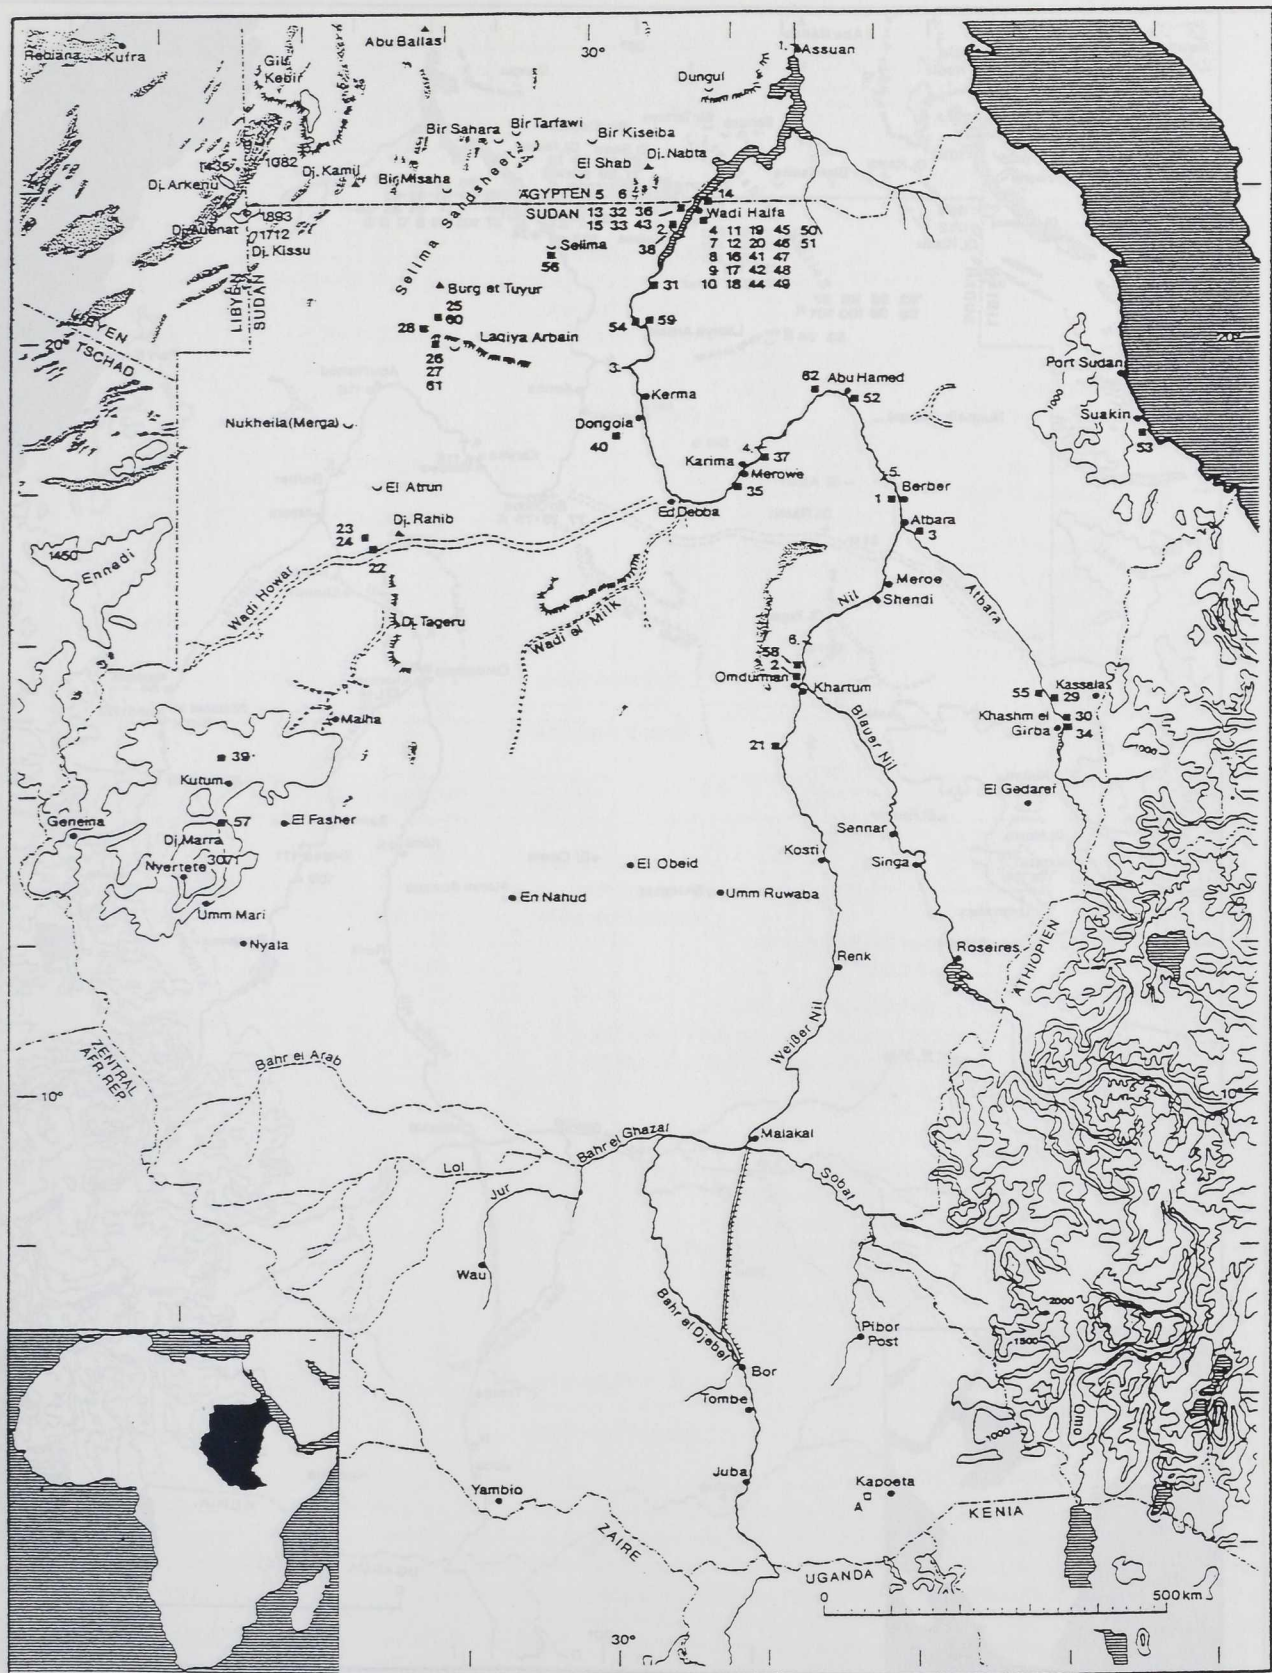 Rebiana
Kufra
Abu Ballas
30°
1.
Assuan
Gilf
Kebir
Dungul
Bir Sahara
Bir Tarfawi
Bir Kiseiba
1082
1435
Dj. Arkenu
Dj. Kamil
Bir Misaha
El Shab
Dj. Nabta
Selima Sandsheet
ÄGYPTEN 5 6
14
SUDAN
13 32 36
15 33 43
2.
38
Wadi Halfa
4 11 19 45 50
7 12 20 46 51
8 16 41 47
9 17 42 48
10 18 44 49
Dj. Auenat
1893
1712
Dj. Kissu
LIBYEN
SUDAN
Selima
56
Burg et Tuyur
31
25
60
28
Laqiya Arbain
26
27
61
54
59
LIBYEN
TSCHAD
20°
20°
3.
Kerma
Dongola
40
62
Abu Hamed
52
Port Sudan
1000
Suakin
53
Nukheila (Merga)
4.
37
Karima
Merowe
35
5.
1
Berber
El Atrun
Ed Debba
Atbara
3
23
24
Dj. Rahib
22
1450
Ennedi
Wadi Howar
Meroe
Shendi
Nil
Atbara
Dj. Tageru
Wadi el Milk
6.
58
2
Omdurman
Khartum
55
29
Kassala
Khashm el
Girba
30
34
1000
Malha
21
Blauer Nil
39
Kutum
El Gedaref
Geneina
57
El Fasher
Dj. Marra
3071
Nyertete
Sennar
Kosti
Singa
El Obeid
En Nahud
Umm Ruwaba
Umm Mari
Nyala
Renk
Roseires
ÄTHIOPIEN
Weißer Nil
ZENTRAL
AFR. REP.
Bahr el Arab
10°
10°
Bahr el Ghazal
Malakal
Lol
Jur
Sobat
Wau
2000
1500
Bahr el Djebel
Pibor
Post
Bor
Tombe
Omo
1000
Juba
Kapoeta
A
Yambio
KENIA
ZAIRE
UGANDA
0
500 km
30°